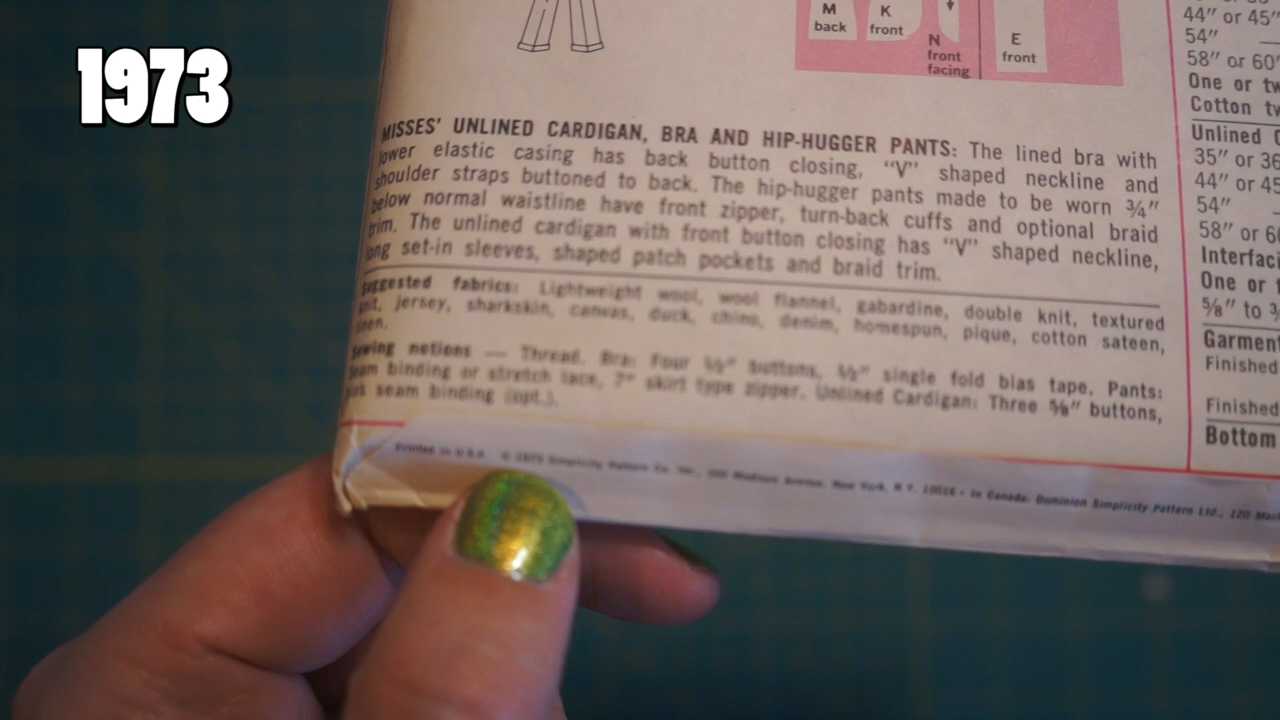 1973
M
back
K
front
N
front
facing
E
front
44″ or 45″
54″
58″ or 60″
One or tw
Cotton tw
Unlined
35″ or 36
44″ or 45
54″
58″ or 60
Interfaci
One or
⅝″ to
Garment
Finished
Finished
Bottom
MISSES' UNLINED CARDIGAN, BRA AND HIP-HUGGER PANTS: The lined bra with
lower elastic casing has back button closing, “V” shaped neckline and
shoulder straps buttoned to back. The hip-hugger pants made to be worn ¾″
below normal waistline have front zipper, turn-back cuffs and optional braid
trim. The unlined cardigan with front button closing has “V” shaped neckline,
long set-in sleeves, shaped patch pockets and braid trim.
Suggested fabrics: Lightweight wool, wool flannel, gabardine, double knit, textured
knit, jersey, sharkskin, canvas, duck, chino, denim, homespun, pique, cotton sateen,
linen.
Sewing notions — Thread. Bra: Four buttons, ½″ single fold bias tape. Pants:
Seam binding or stretch lace, 7″ skirt type zipper. Unlined Cardigan: Three ⅝″ buttons,
seam binding (opt.).
Printed in U.S.A. © 1973 Simplicity Pattern Co. Inc., Madison Avenue, New York, N.Y. 10016 • In Canada: Dominion Simplicity Pattern Ltd., 120